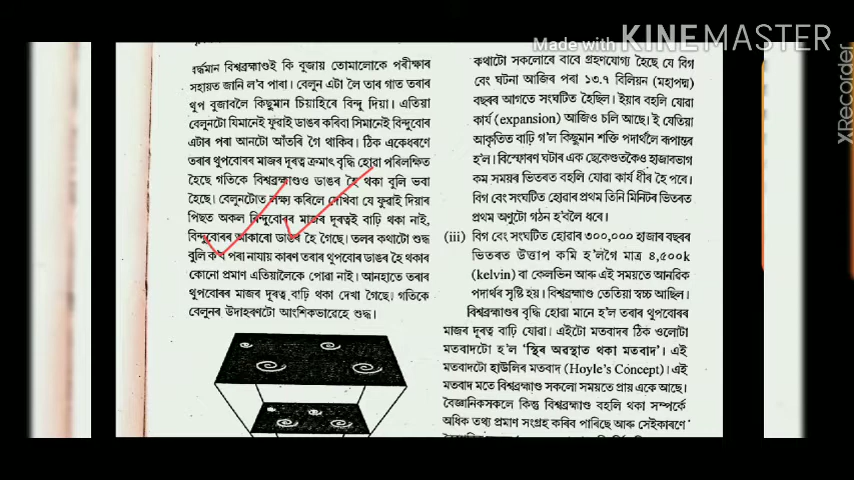 Made with KINEMASTER
XRecorder
বৰ্দ্ধমান বিশ্বব্ৰহ্মাণ্ডই কি বুজায় তোমালোকে পৰীক্ষাৰ
সহায়ত জানি ল'ব পাৰা। বেলুন এটা লৈ তাৰ গাত তৰাৰ
থুপ বুজাবলৈ কিছুমান চিয়াহিৰে বিন্দু দিয়া। এতিয়া
বেলুনটো যিমানেই ফুৱাই ডাঙৰ কৰিবা সিমানেই বিন্দুবোৰ
এটাৰ পৰা আনটো আঁতৰি গৈ থাকিব। ঠিক একেধৰণে
তৰাৰ থুপবোৰৰ মাজৰ দূৰত্ব ক্ৰমাৎ বৃদ্ধি হোৱা পৰিলক্ষিত
হৈছে গতিকে বিশ্বব্ৰহ্মাণ্ডও ডাঙৰ হৈ থকা বুলি ভবা
হৈছে। বেলুনটোত লক্ষ্য কৰিলে দেখিবা যে ফুৱাই দিয়াৰ
পিছত অকল বিন্দুবোৰৰ মাজৰ দূৰত্বই বাঢ়ি থকা নাই,
বিন্দুবোৰৰ আকাৰো ডাঙৰ হৈ গৈছে। তলৰ কথাটো শুদ্ধ
বুলি ক'ব পৰা নাযায় কাৰণ তৰাৰ থুপবোৰ ডাঙৰ হৈ থকাৰ
কোনো প্ৰমাণ এতিয়ালৈকে পোৱা নাই। আনহাতে তৰাৰ
থুপবোৰৰ মাজৰ দূৰত্ব বাঢ়ি থকা দেখা গৈছে। গতিকে
বেলুনৰ উদাহৰণটো আংশিকভাৱেহে শুদ্ধ।
কথাটো সকলোৰে বাবে গ্ৰহণযোগ্য হৈছে যে বিগ
বেং ঘটনা আজিৰ পৰা ১৩.৭ বিলিয়ন (মহাপদ্ম)
বছৰৰ আগতে সংঘটিত হৈছিল। ইয়াৰ বহলি যোৱা
কাৰ্য (expansion) আজিও চলি আছে। ই যেতিয়া
আকৃতিত বাঢ়ি গ'ল কিছুমান শক্তি পদাৰ্থলৈ ৰূপান্তৰ
হ'ল। বিস্ফোৰণ ঘটাৰ এক ছেকেণ্ডতকৈও হাজাৰভাগ
কম সময়ৰ ভিতৰত বহলি যোৱা কাৰ্য ধীৰ হৈ পৰে।
বিগ বেং সংঘটিত হোৱাৰ প্ৰথম তিনি মিনিটৰ ভিতৰত
প্ৰথম অণুটো গঠন হ'বলৈ ধৰে।
(iii) বিগ বেং সংঘটিত হোৱাৰ ৩০০,০০০ হাজাৰ বছৰৰ
ভিতৰত উত্তাপ কমি হ'লগৈ মাত্ৰ ৪,৫০০k
(kelvin) বা কেলভিন আৰু এই সময়তে আনৱিক
পদাৰ্থৰ সৃষ্টি হয়। বিশ্বব্ৰহ্মাণ্ড তেতিয়া স্বচ্ছ আছিল।
বিশ্বব্ৰহ্মাণ্ডৰ বৃদ্ধি হোৱা মানে হ'ল তৰাৰ থুপবোৰৰ
মাজৰ দূৰত্ব বাঢ়ি যোৱা। এইটো মতবাদৰ ঠিক ওলোটা
মতবাদটো হ'ল 'স্থিৰ অৱস্থাত থকা মতবাদ'। এই
মতবাদটো হাউলিৰ মতবাদ (Hoyle's Concept)। এই
মতবাদ মতে বিশ্বব্ৰহ্মাণ্ড সকলো সময়তে প্ৰায় একে আছে।
বৈজ্ঞানিকসকলে কিন্তু বিশ্বব্ৰহ্মাণ্ড বহলি থকা সম্পৰ্কে
অধিক তথ্য প্ৰমাণ সংগ্ৰহ কৰিব পাৰিছে আৰু সেইকাৰণে